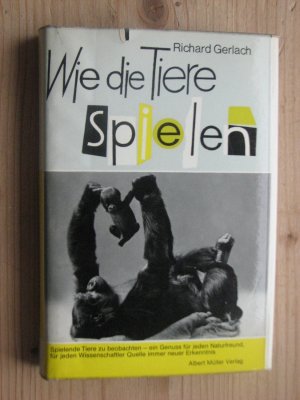 Richard Gerlach
Wie die Tiere
Spielen
Spielende Tiere zu beobachten – ein Genuss für jeden Naturfreund,
für jeden Wissenschaftler Quelle immer neuer Erkenntnis
Albert Müller Verlag